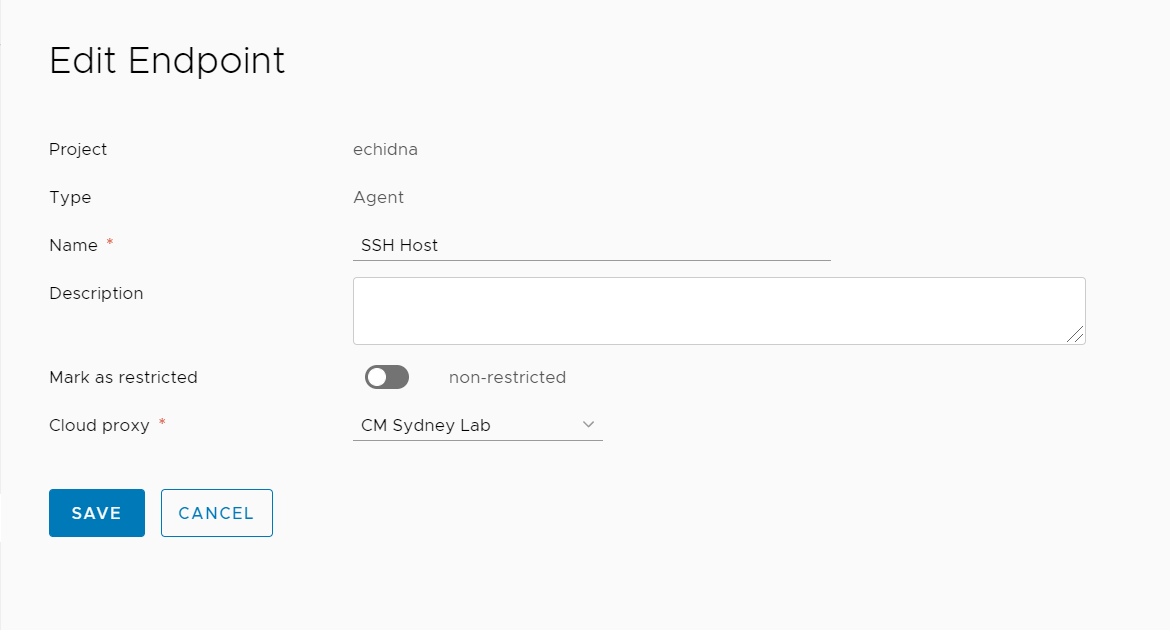 Edit Endpoint
Project echidna
Type Agent
Name * SSH Host
Description
Mark as restricted non-restricted
Cloud proxy * CM Sydney Lab
SAVE CANCEL